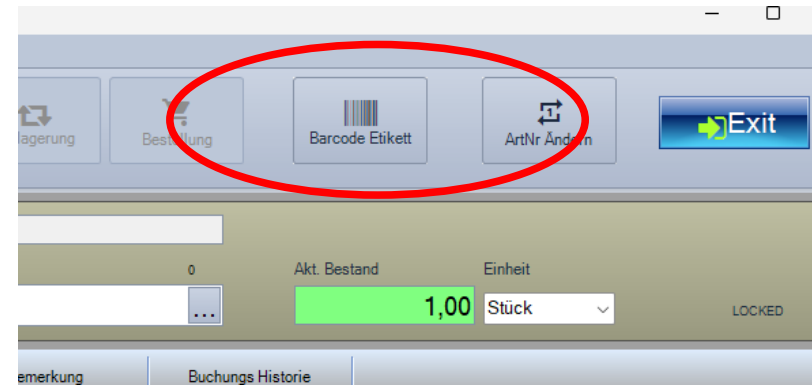 lagerung
Bestellung
Barcode Etikett
ArtNr Ändern
Exit
0
Akt. Bestand
Einheit
...
1,00
Stück
LOCKED
emerkung
Buchungs Historie